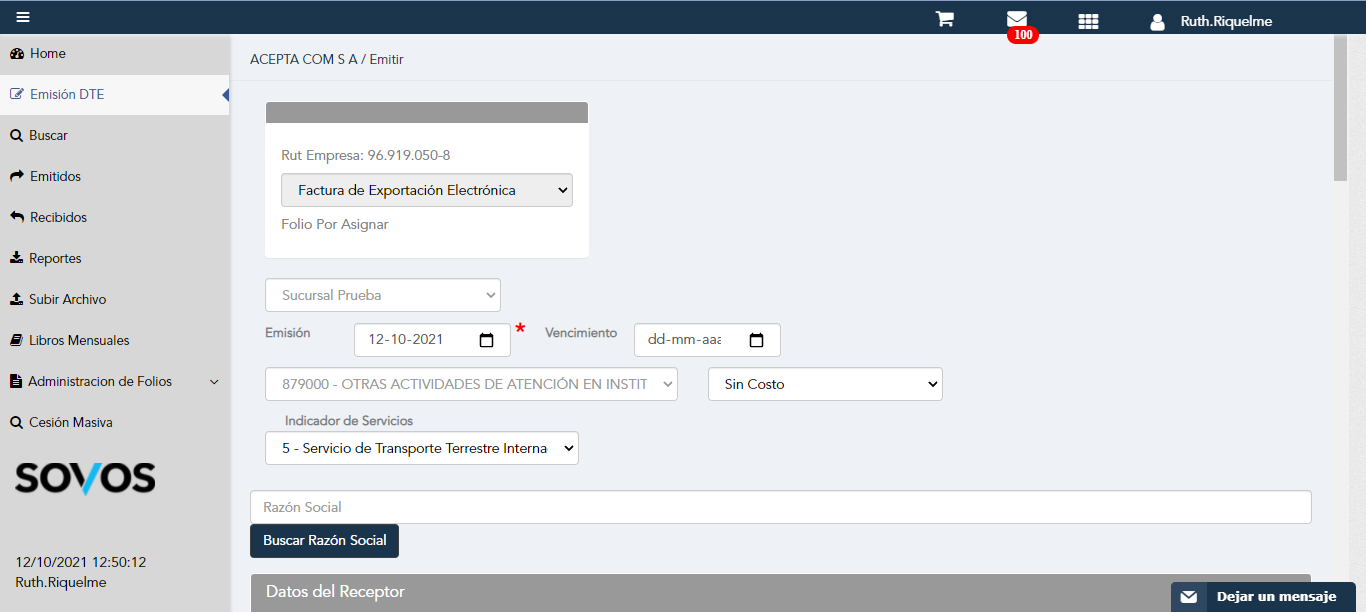 100
Ruth.Riquelme
Home
Emisión DTE
Buscar
Emitidos
Recibidos
Reportes
Subir Archivo
Libros Mensuales
Administracion de Folios
Cesión Masiva
SOVOS
12/10/2021 12:50:12
Ruth.Riquelme
ACEPTA COM S A / Emitir
Rut Empresa: 96.919.050-8
Factura de Exportación Electrónica
Folio Por Asignar
Sucursal Prueba
Emisión 12-10-2021 * Vencimiento dd-mm-aaa
879000 - OTRAS ACTIVIDADES DE ATENCIÓN EN INSTIT Sin Costo
Indicador de Servicios
5 - Servicio de Transporte Terrestre Interna
Razón Social
Buscar Razón Social
Datos del Receptor
Dejar un mensaje